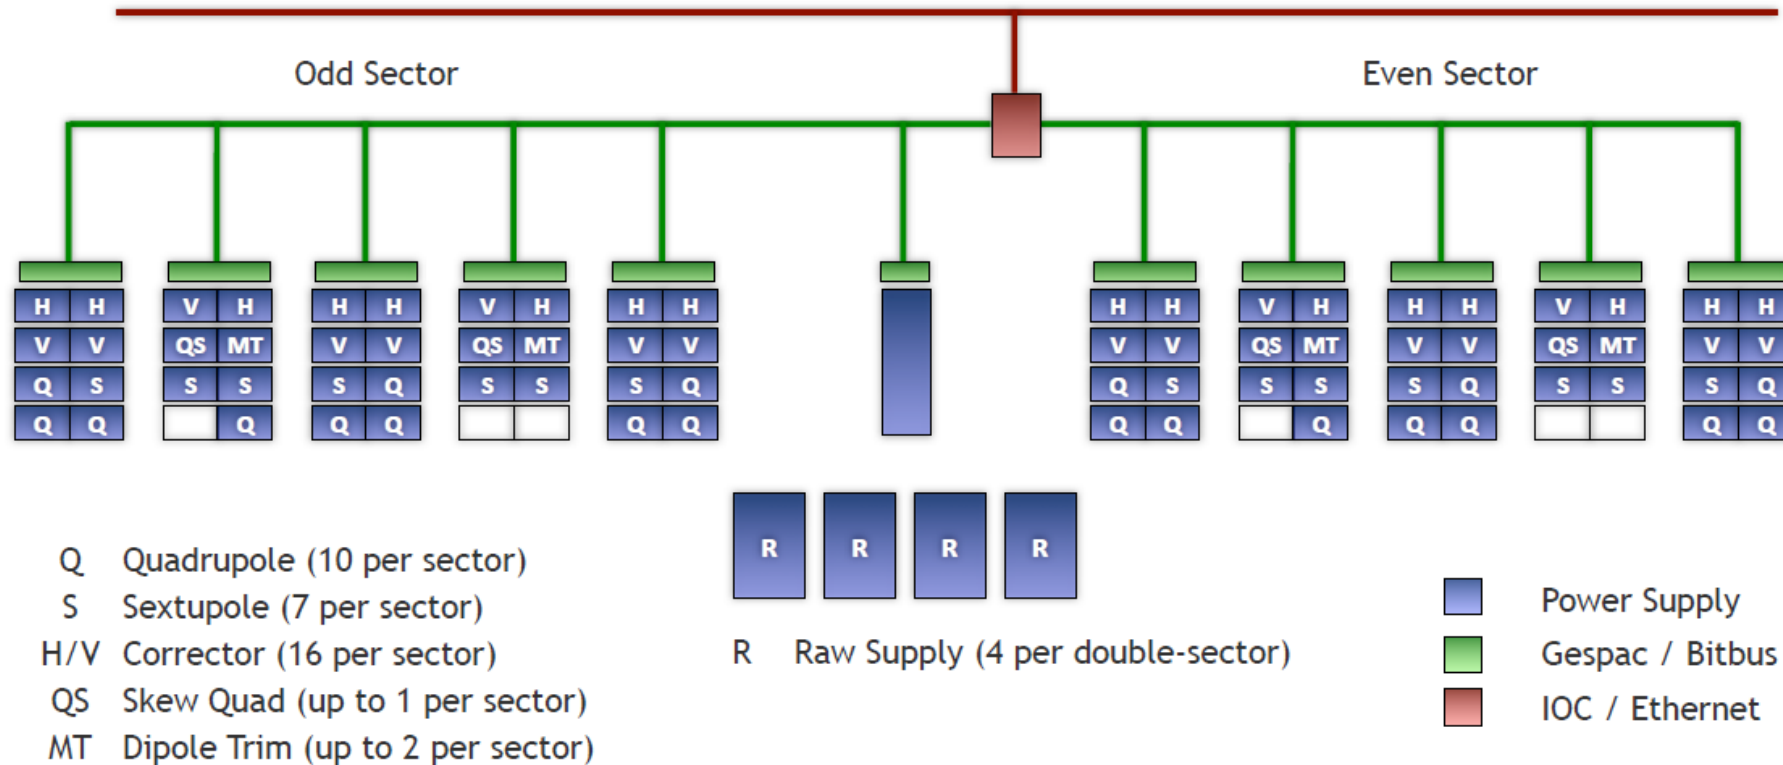 Odd Sector Even Sector
H H V H H H V H H H H H V H H H V H H H
V V QS MT V V QS MT V V V V QS MT V V QS MT V V
Q S S S S Q S S S Q Q S S S S Q S S S Q
Q Q Q Q Q Q Q Q Q Q Q Q Q Q
R R R R
Q Quadrupole (10 per sector)
S Sextupole (7 per sector)
H/V Corrector (16 per sector)
QS Skew Quad (up to 1 per sector)
MT Dipole Trim (up to 2 per sector)
R Raw Supply (4 per double-sector)
Power Supply
Gespac / Bitbus
IOC / Ethernet